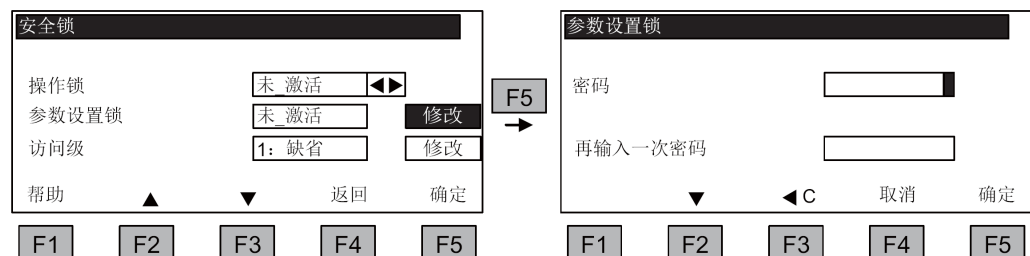 安全锁
操作锁 未_激活 ◀▶
参数设置锁 未_激活 修改
访问级 1：缺省 修改
帮助 ▲ ▼ 返回 确定
F1 F2 F3 F4 F5
F5
→
参数设置锁
密码
再输入一次密码
▼ ◀C 取消 确定
F1 F2 F3 F4 F5